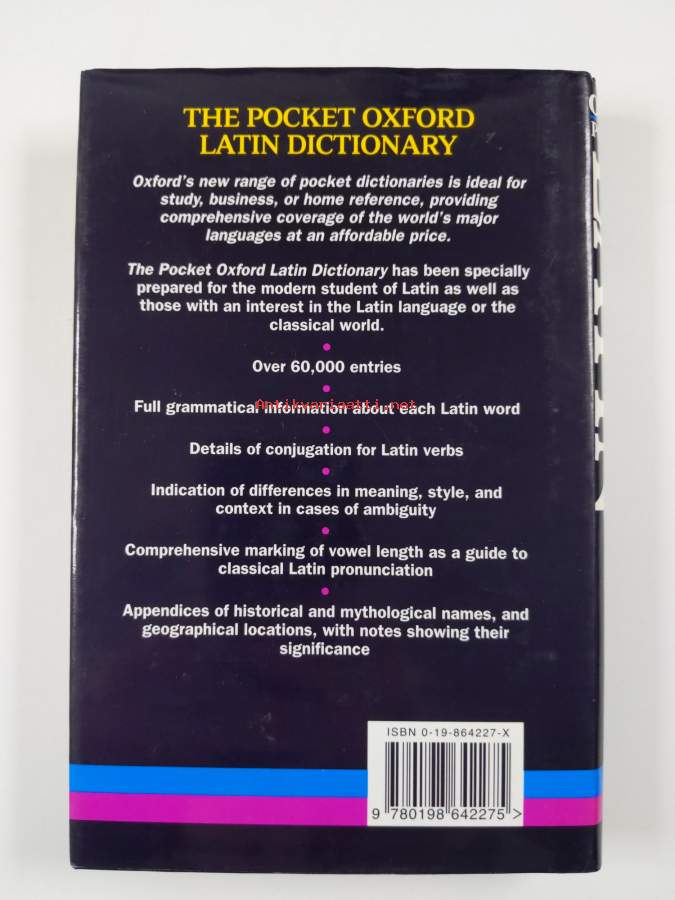 THE POCKET OXFORD
LATIN DICTIONARY
Oxford's new range of pocket dictionaries is ideal for
study, business, or home reference, providing
comprehensive coverage of the world's major
languages at an affordable price.
The Pocket Oxford Latin Dictionary has been specially
prepared for the modern student of Latin as well as
those with an interest in the Latin language or the
classical world.
Over 60,000 entries
Full grammatical information about each Latin word
Antikvariaatti.net
Details of conjugation for Latin verbs
Indication of differences in meaning, style, and
context in cases of ambiguity
Comprehensive marking of vowel length as a guide to
classical Latin pronunciation
Appendices of historical and mythological names, and
geographical locations, with notes showing their
significance
ISBN 0-19-864227-X
9 780198 642275 >